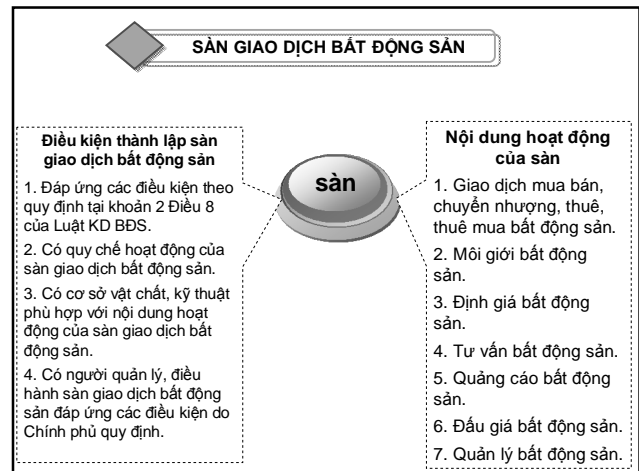 SÀN GIAO DỊCH BẤT ĐỘNG SẢN
Điều kiện thành lập sàn
giao dịch bất động sản
1. Đáp ứng các điều kiện theo
quy định tại khoản 2 Điều 8
của Luật KD BĐS.
2. Có quy chế hoạt động của
sàn giao dịch bất động sản.
3. Có cơ sở vật chất, kỹ thuật
phù hợp với nội dung hoạt
động của sàn giao dịch bất
động sản.
4. Có người quản lý, điều
hành sàn giao dịch bất động
sản đáp ứng các điều kiện do
Chính phủ quy định.
sàn
Nội dung hoạt động
của sàn
1. Giao dịch mua bán,
chuyển nhượng, thuê,
thuê mua bất động sản.
2. Môi giới bất động
sản.
3. Định giá bất động
sản.
4. Tư vấn bất động sản.
5. Quảng cáo bất động
sản.
6. Đấu giá bất động sản.
7. Quản lý bất động sản.